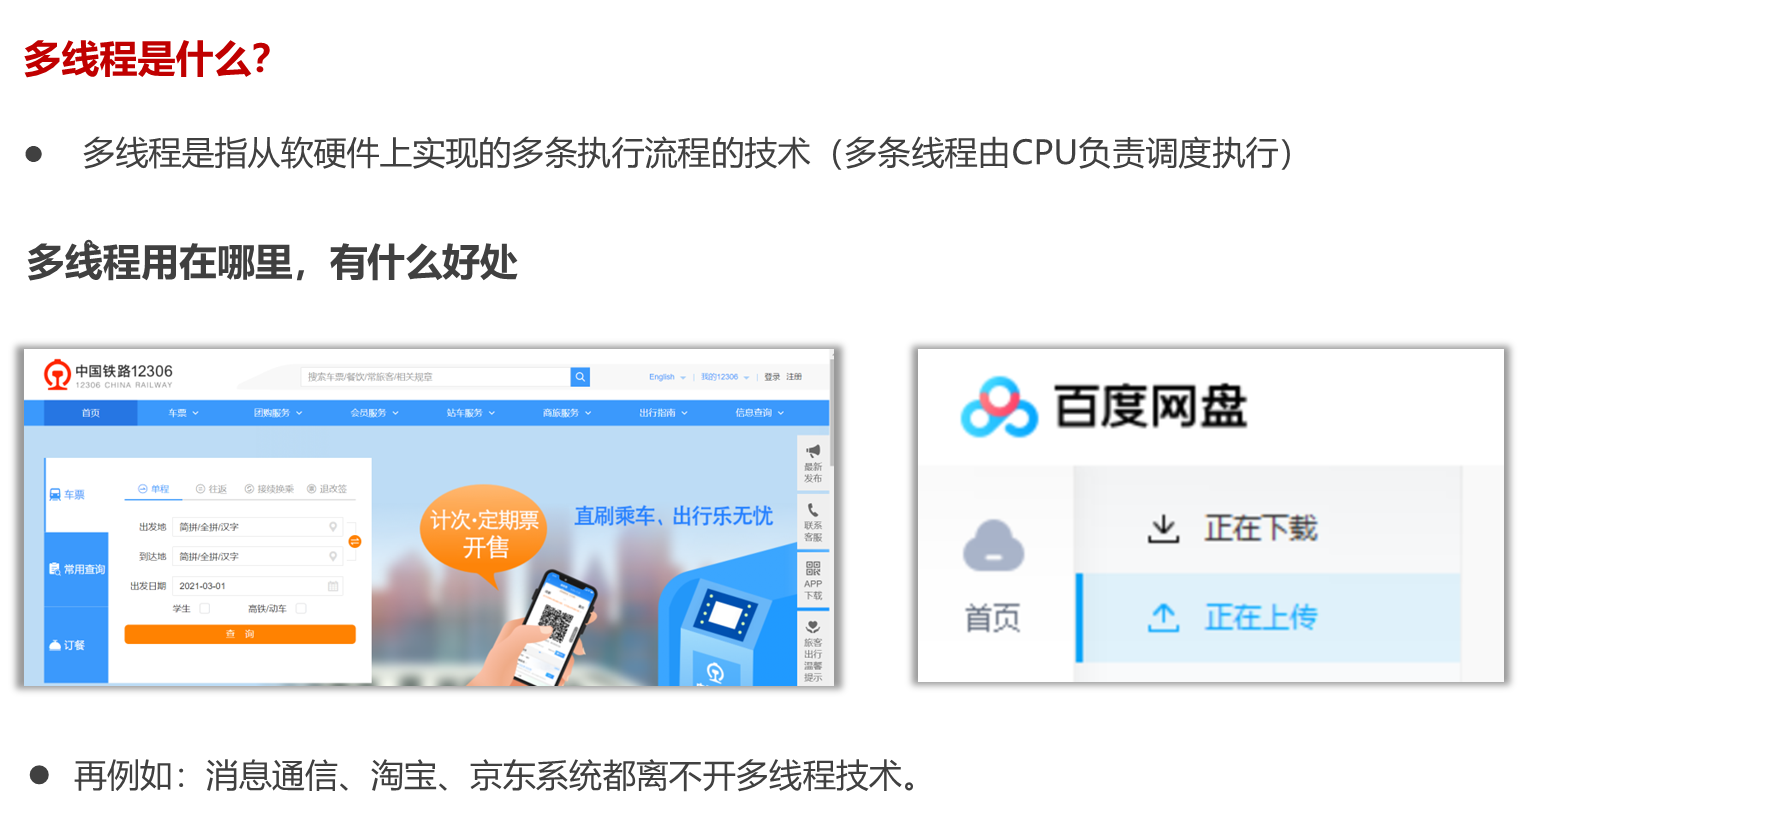 多线程是什么？
● 多线程是指从软硬件上实现的多条执行流程的技术（多条线程由CPU负责调度执行）
多线程用在哪里，有什么好处
中国铁路12306
12306 CHINA RAILWAY
搜索车票/餐饮/常旅客/相关规章
English | 我的12306 | 登录 注册
首页 车票 团购服务 会员服务 站车服务 商旅服务 出行指南 信息查询
车票
常用查询
订餐
单程 往返 接续换乘 退改签
出发地 简拼/全拼/汉字
到达地 简拼/全拼/汉字
出发日期 2021-03-01
学生 高铁/动车
查 询
计次·定期票
开售
直刷乘车、出行乐无忧
最新
发布
联系
客服
APP
下载
旅客
出行
温馨
提示
百度网盘
首页
正在下载
正在上传
● 再例如：消息通信、淘宝、京东系统都离不开多线程技术。